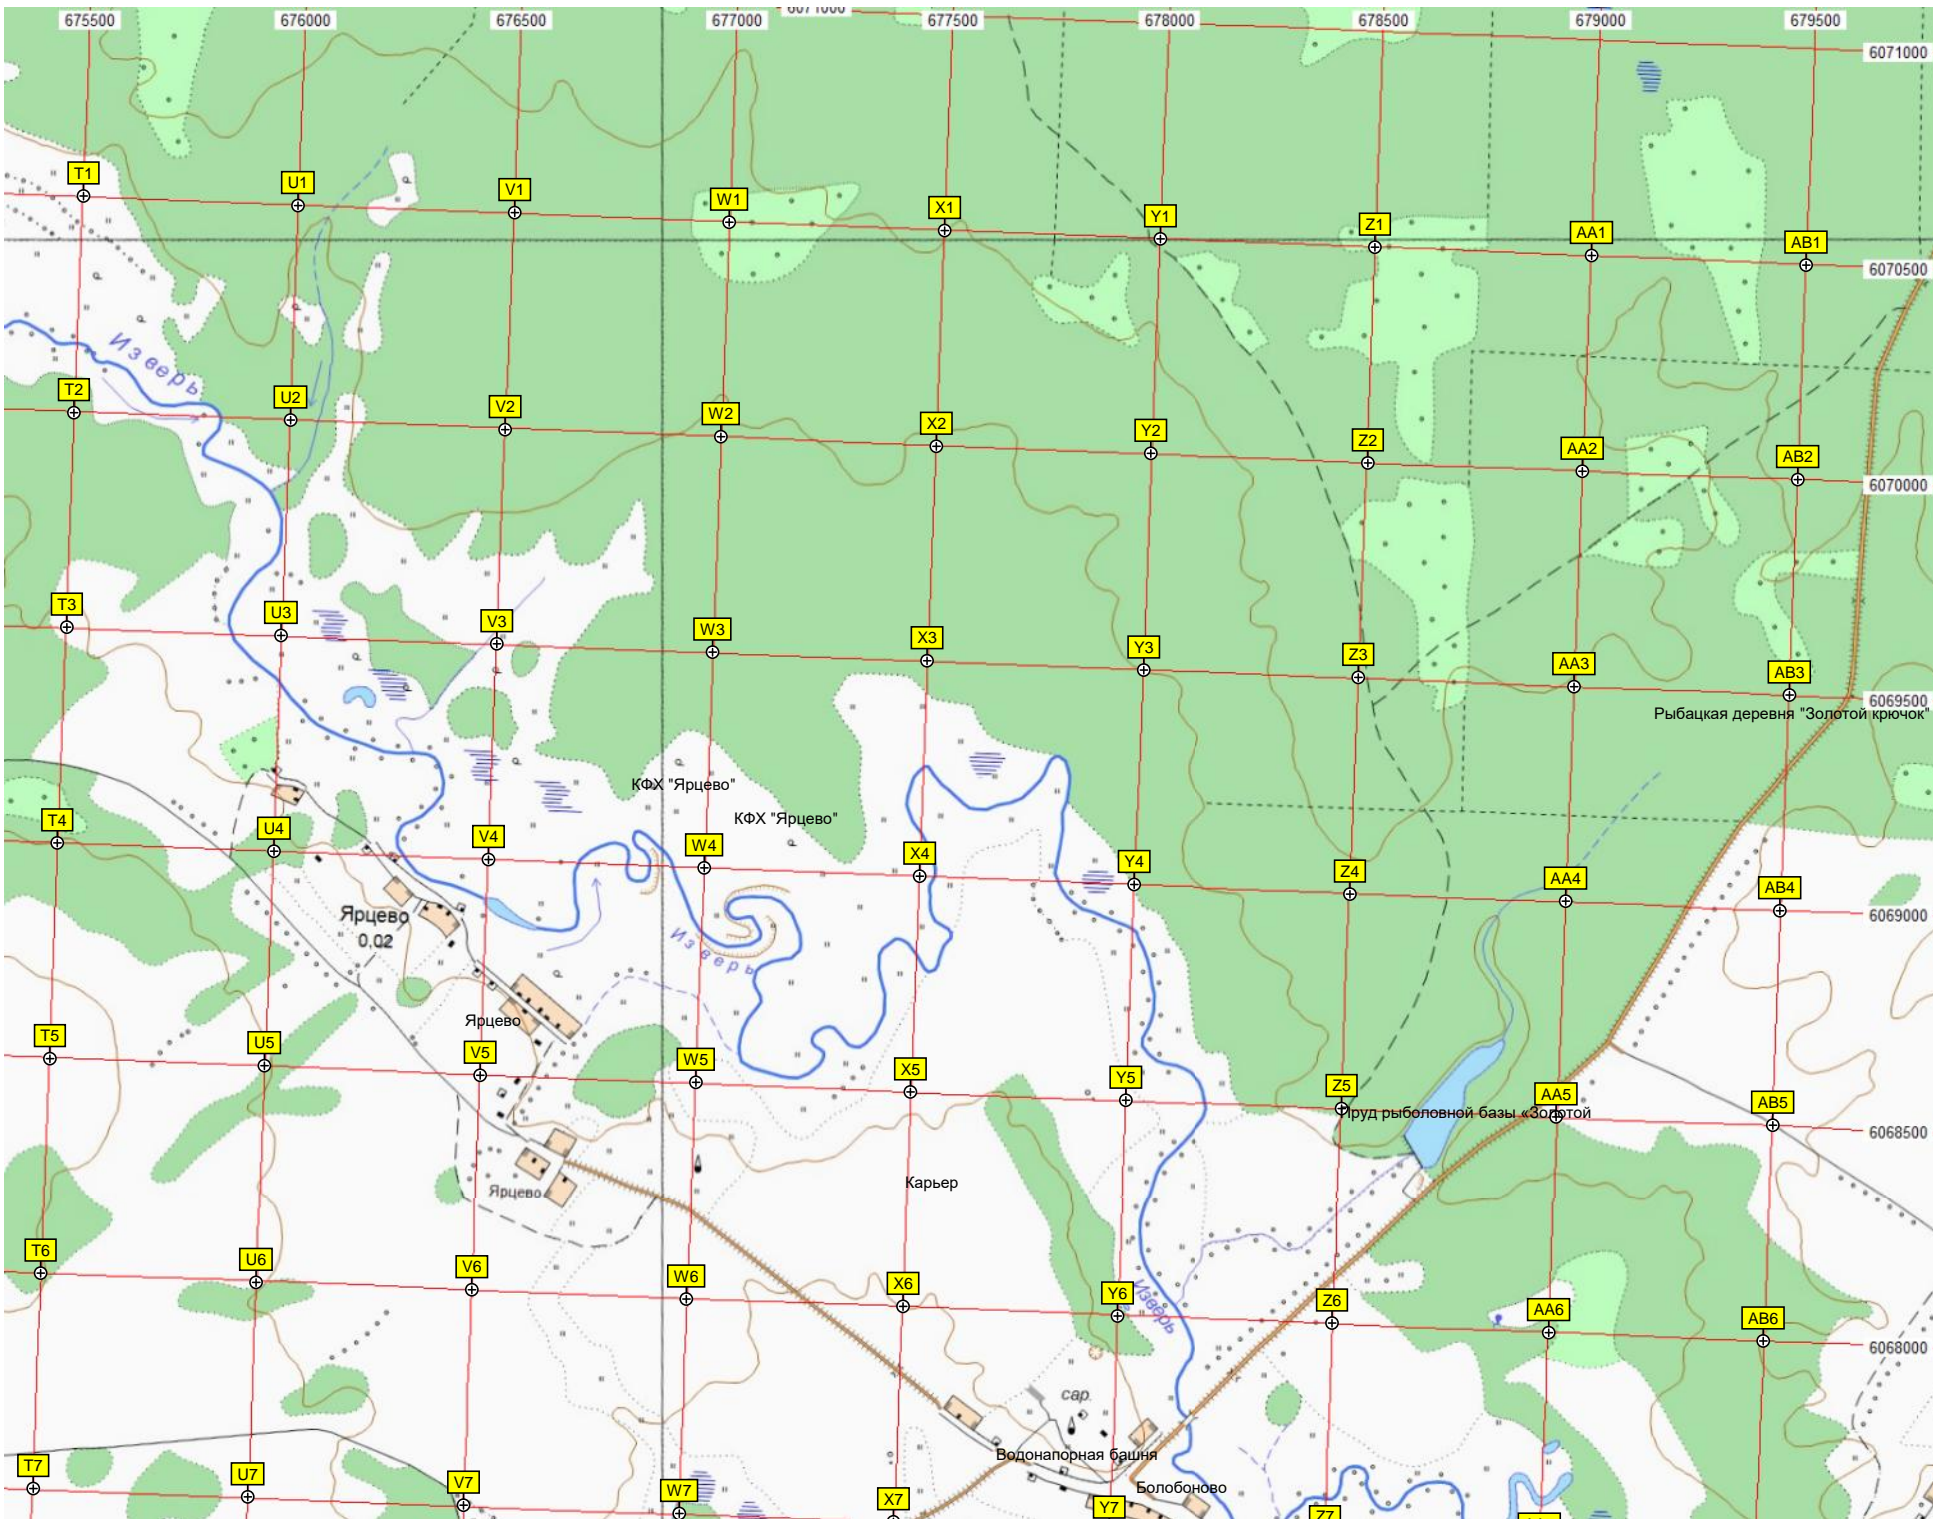 6071000
675500 676000 676500 677000 677500 678000 678500 679000 679500
6071000
T1 U1 V1 W1 X1 Y1 Z1 AA1 AB1
6070500
Изверь
T2 U2 V2 W2 X2 Y2 Z2 AA2 AB2
6070000
T3 U3 V3 W3 X3 Y3 Z3 AA3 AB3
6069500
Рыбацкая деревня "Золотой крючок"
КФХ "Ярцево"
КФХ "Ярцево"
T4 U4 V4 W4 X4 Y4 Z4 AA4 AB4
6069000
Ярцево
0,02
Изверь
Ярцево
T5 U5 V5 W5 X5 Y5 Z5 AA5 AB5
Пруд рыболовной базы «Золотой
6068500
Карьер
Ярцево
T6 U6 V6 W6 X6 Y6 Z6 AA6 AB6
Изверь
6068000
сар.
Водонапорная башня
Болобоново
T7 U7 V7 W7 X7 Y7 Z7